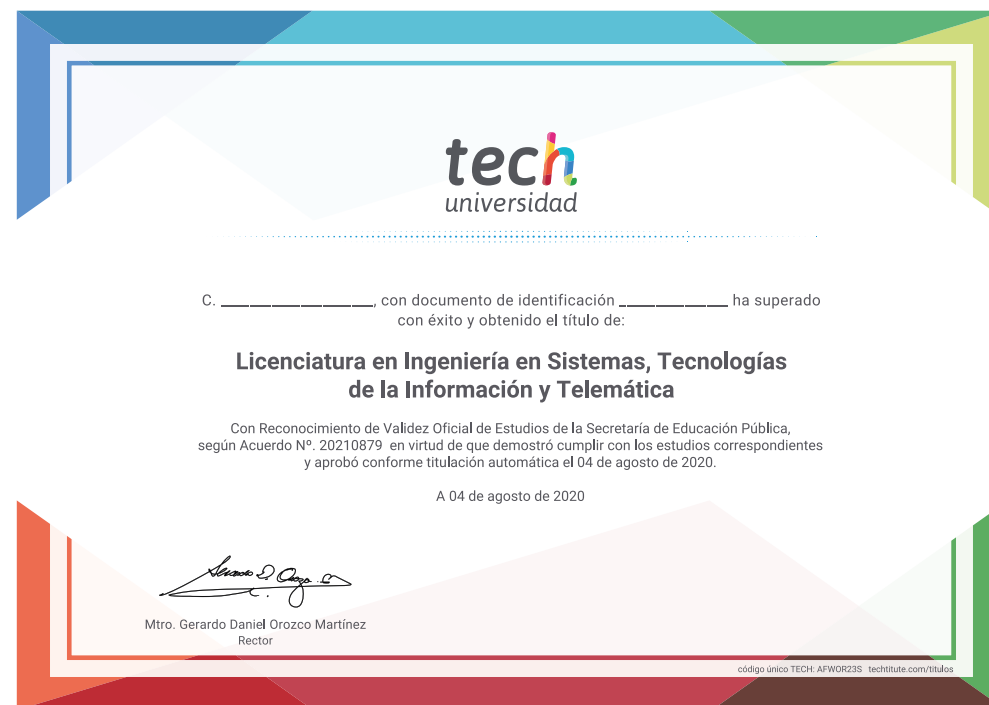 tech
universidad
C. __________________, con documento de identificación _____________ ha superado
con éxito y obtenido el título de:
Licenciatura en Ingeniería en Sistemas, Tecnologías
de la Información y Telemática
Con Reconocimiento de Validez Oficial de Estudios de la Secretaría de Educación Pública,
según Acuerdo Nº. 20210879 en virtud de que demostró cumplir con los estudios correspondientes
y aprobó conforme titulación automática el 04 de agosto de 2020.
A 04 de agosto de 2020
Mtro. Gerardo Daniel Orozco Martínez
Rector
código único TECH: AFWOR23S techtitute.com/titulos